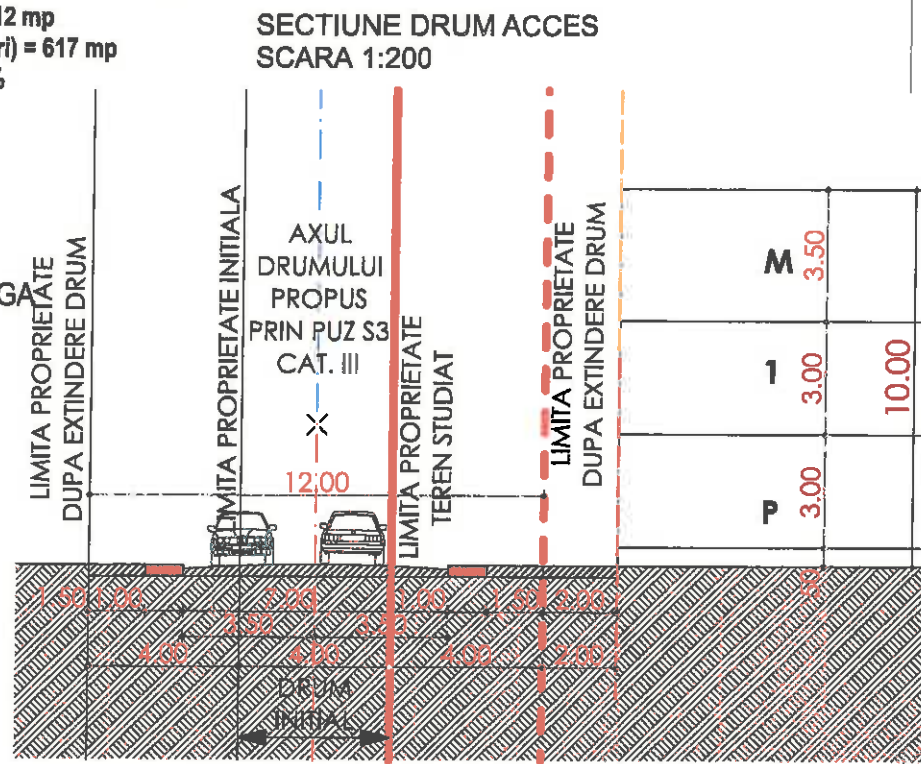 12 mp
ri) = 617 mp
SECTIUNE DRUM ACCES
SCARA 1:200
GA
LIMITA PROPRIETATE
DUPA EXTINDERE DRUM
IMITA PROPRIETATE INITIALA
AXUL
DRUMULUI
PROPUS
PRIN PUZ S3
CAT. III
LIMITA PROPRIETATE
TEREN STUDIAT
LIMITA PROPRIETATE
DUPA EXTINDERE DRUM
M
3.50
1
3.00
10.00
P
3.00
.50
12.00
1.50 1.00 7.00 1.00 1.50 2.00
3.50 3.50
4.00 4.00 4.00 2.00
DRUM
INITIAL